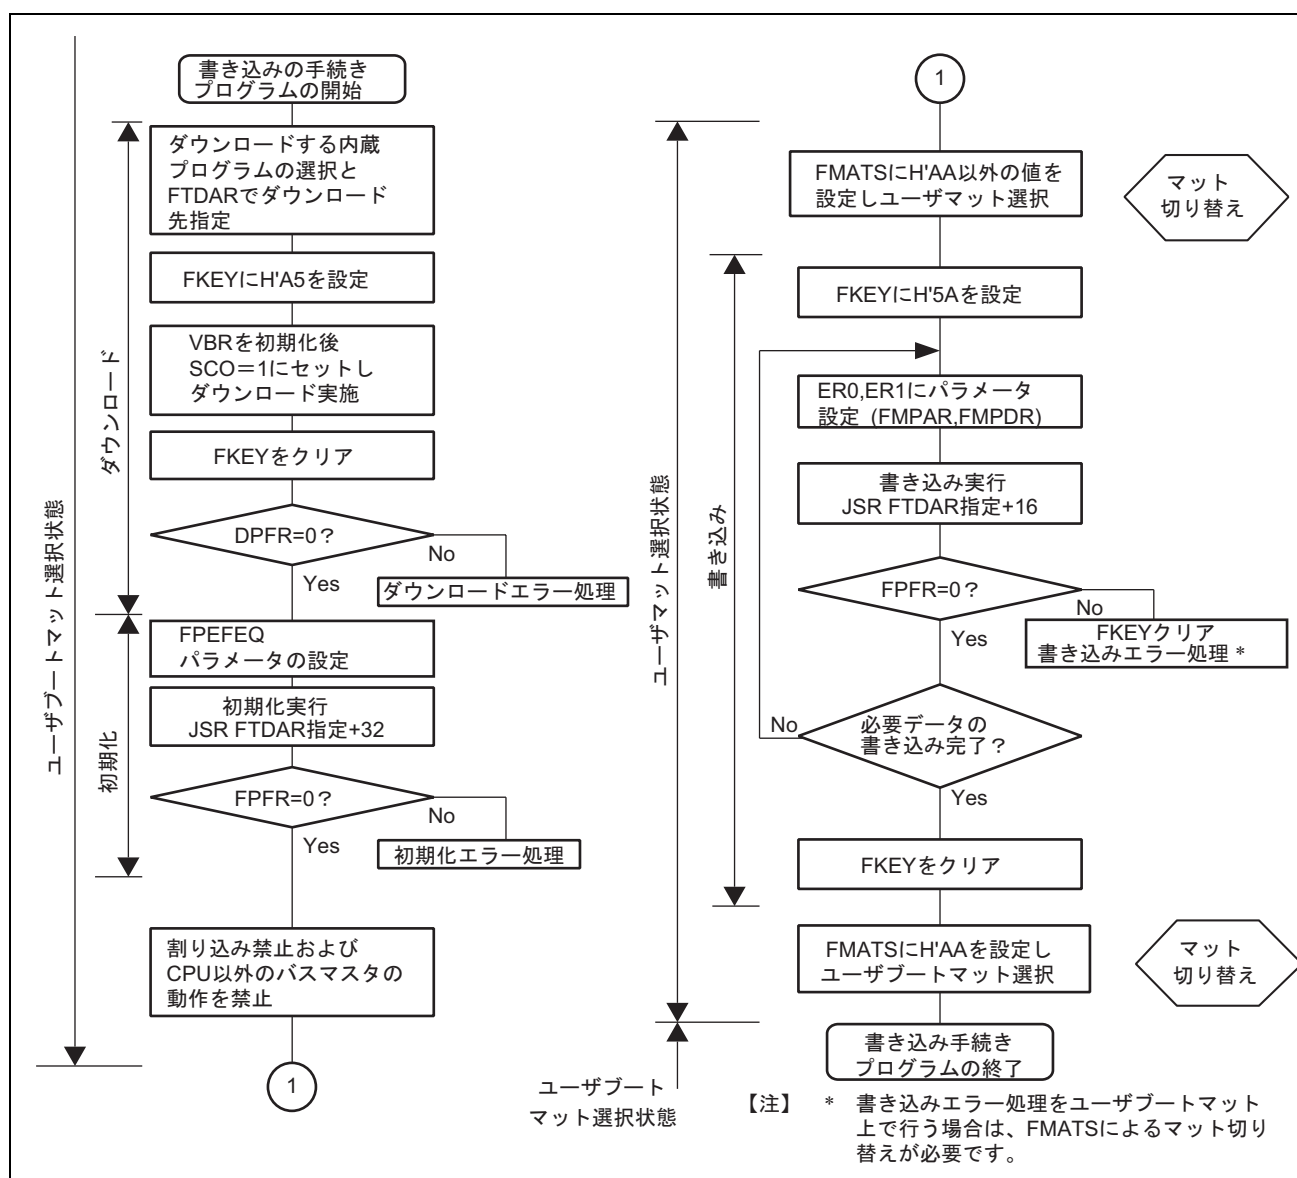 書き込みの手続き
プログラムの開始
ダウンロードする内蔵
プログラムの選択と
FTDARでダウンロード
先指定
FKEYにH'A5を設定
VBRを初期化後
SCO=1にセットし
ダウンロード実施
FKEYをクリア
DPFR=0?
No
Yes
ダウンロードエラー処理
FPEFEQ
パラメータの設定
初期化実行
JSR FTDAR指定+32
FPFR=0?
No
Yes
初期化エラー処理
割り込み禁止および
CPU以外のバスマスタの
動作を禁止
1
ダウンロード
初期化
ユーザブートマット選択状態
1
FMATSにH'AA以外の値を
設定しユーザマット選択
マット
切り替え
FKEYにH'5Aを設定
ER0,ER1にパラメータ
設定 (FMPAR,FMPDR)
書き込み実行
JSR FTDAR指定+16
FPFR=0?
No
Yes
FKEYクリア
書き込みエラー処理 *
No
必要データの
書き込み完了?
Yes
FKEYをクリア
FMATSにH'AAを設定し
ユーザブートマット選択
マット
切り替え
書き込み手続き
プログラムの終了
書き込み
ユーザマット選択状態
ユーザブート
マット選択状態
【注】 * 書き込みエラー処理をユーザブートマット
上で行う場合は、FMATSによるマット切り
替えが必要です。